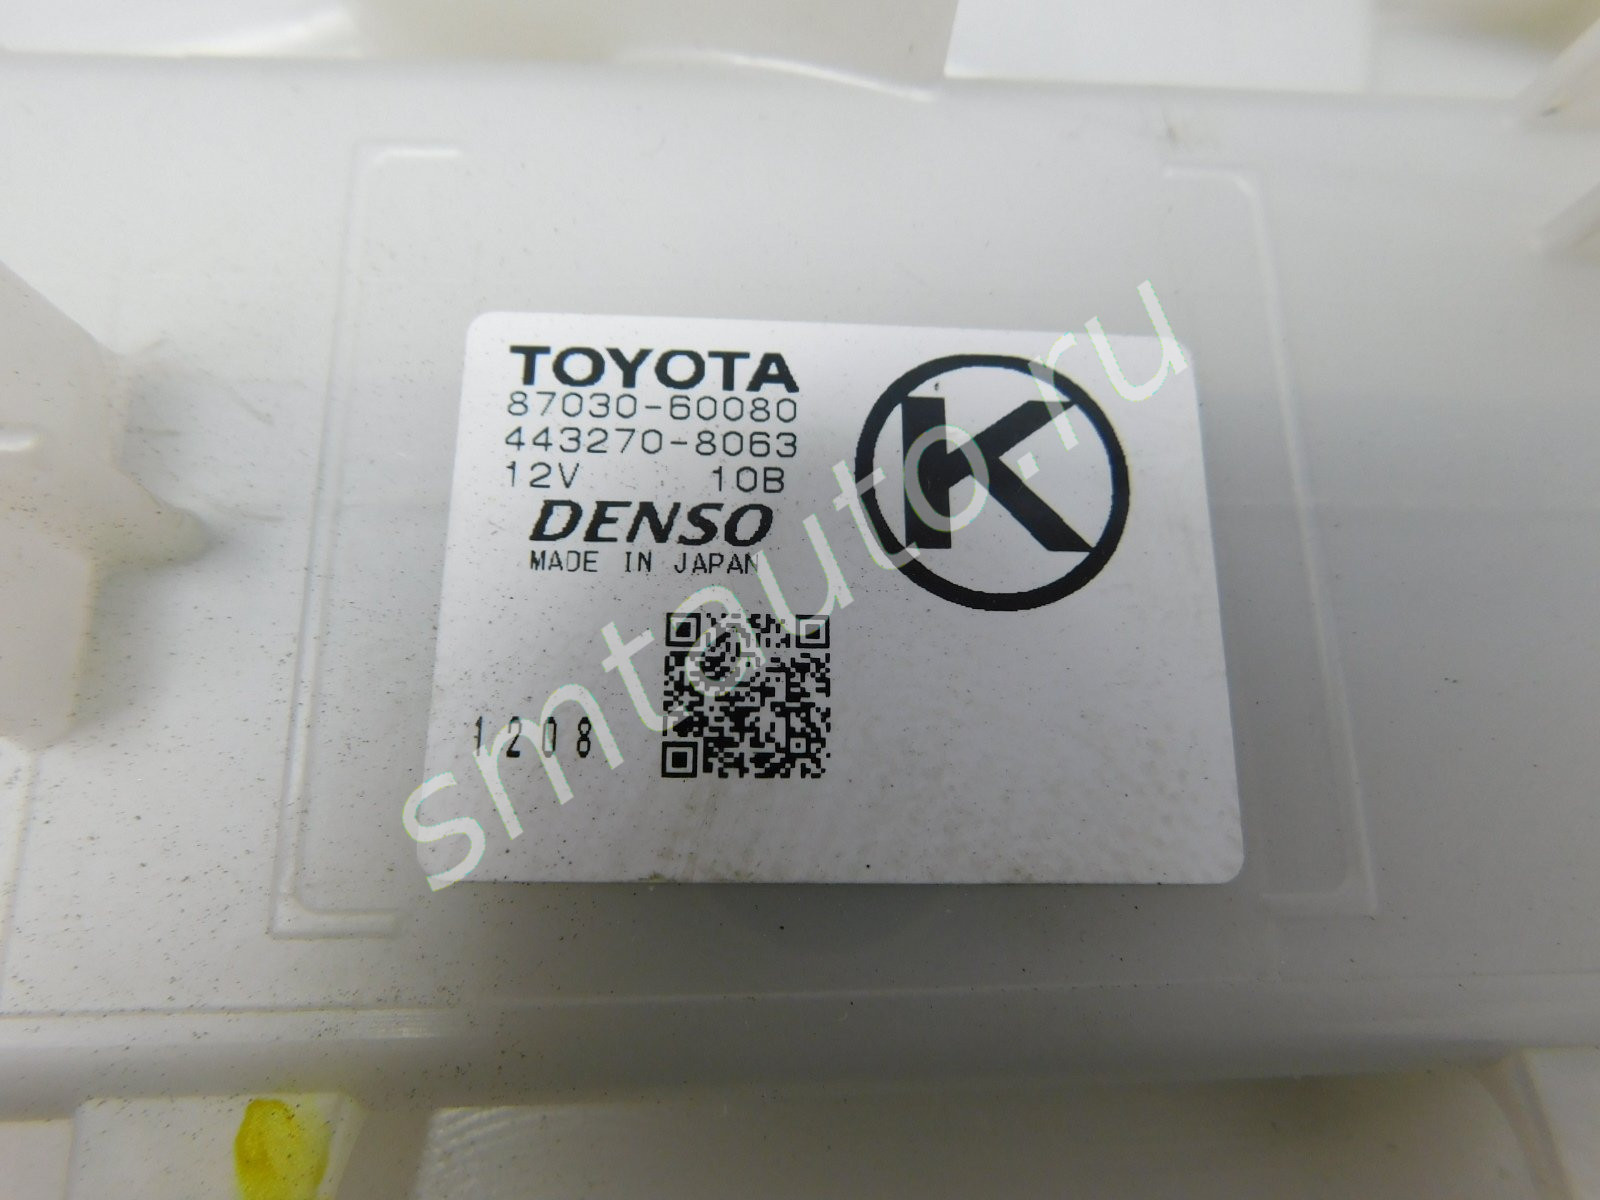 TOYOTA
87030-60080
443270-8063
12V 10B
DENSO
MADE IN JAPAN
K
1208
smtauto.ru